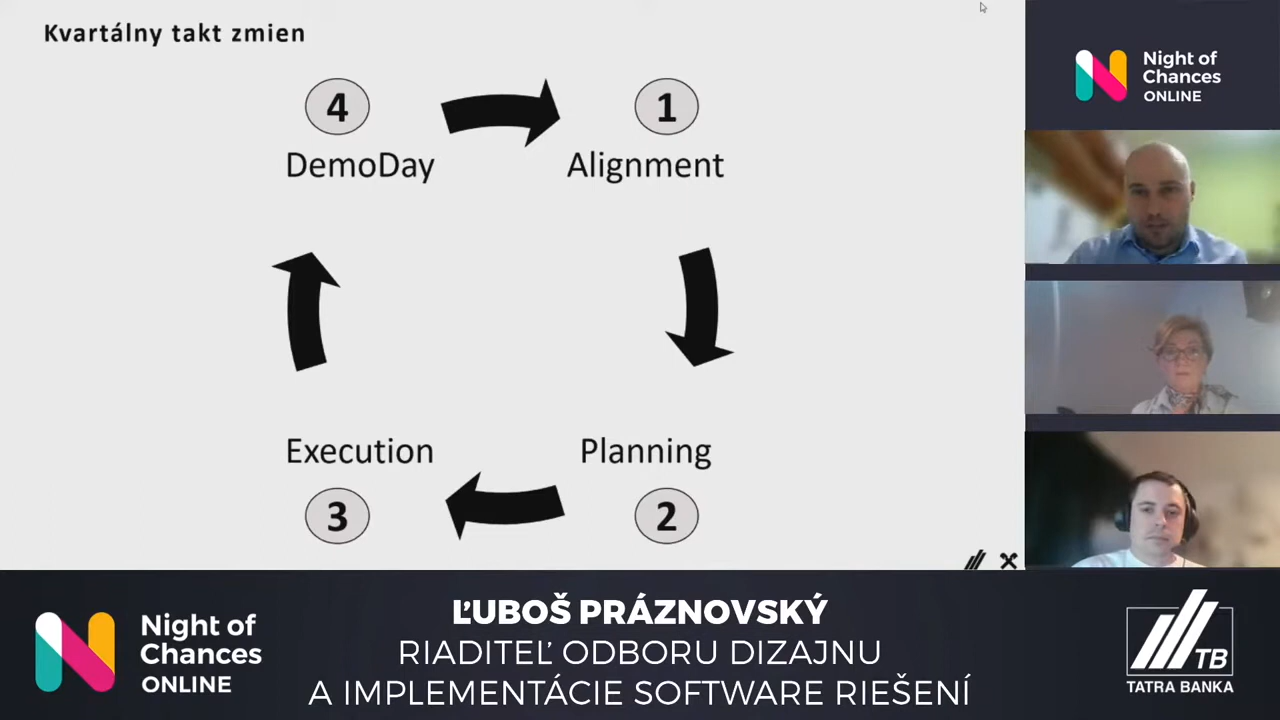 Kvartálny takt zmien
4
DemoDay
1
Alignment
Execution
3
Planning
2
Night of
Chances
ONLINE
Night of
Chances
ONLINE
ĽUBOŠ PRÁZNOVSKÝ
RIADITEĽ ODBORU DIZAJNU
A IMPLEMENTÁCIE SOFTWARE RIEŠENÍ
TB
TATRA BANKA